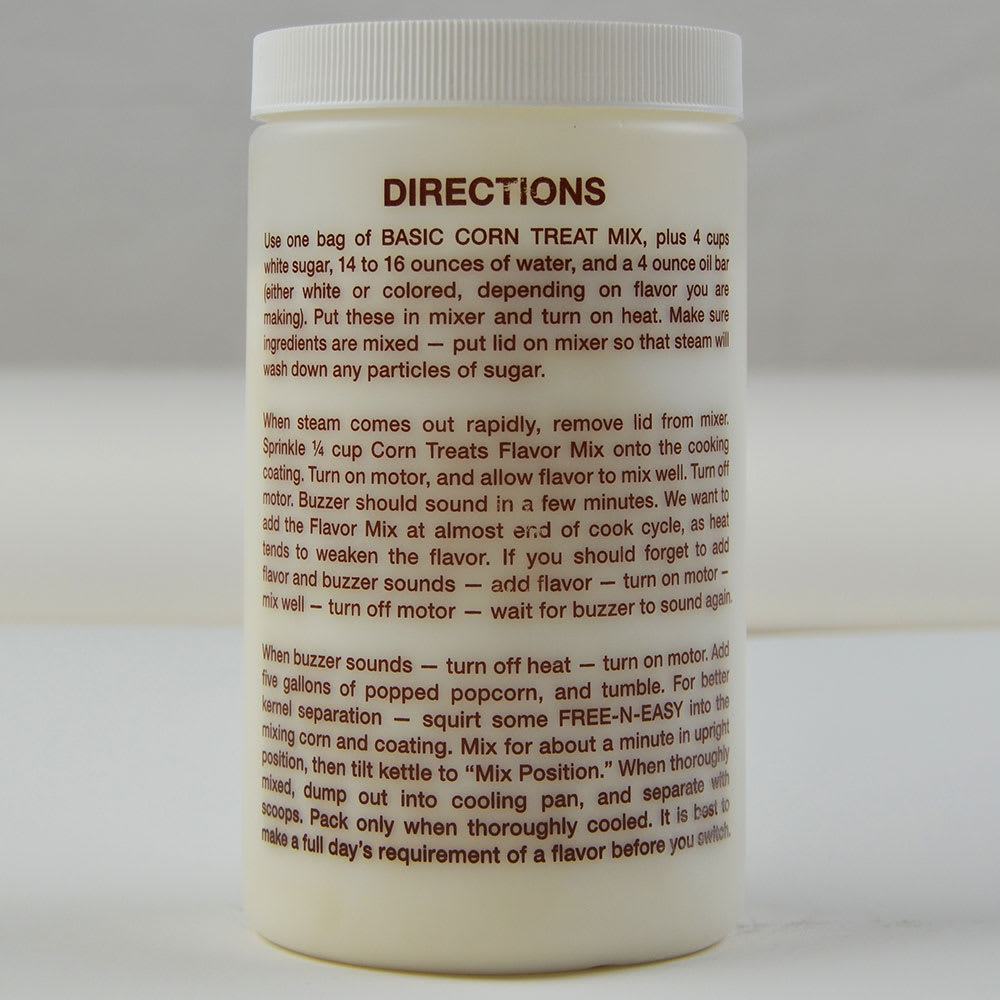 DIRECTIONS
Use one bag of BASIC CORN TREAT MIX, plus 4 cups
white sugar, 14 to 16 ounces of water, and a 4 ounce oil bar
(either white or colored, depending on flavor you are
making). Put these in mixer and turn on heat. Make sure
ingredients are mixed — put lid on mixer so that steam will
wash down any particles of sugar.
When steam comes out rapidly, remove lid from mixer.
Sprinkle ¼ cup Corn Treats Flavor Mix onto the cooking
coating. Turn on motor, and allow flavor to mix well. Turn off
motor. Buzzer should sound in a few minutes. We want to
add the Flavor Mix at almost end of cook cycle, as heat
tends to weaken the flavor. If you should forget to add
flavor and buzzer sounds — add flavor — turn on motor —
mix well — turn off motor — wait for buzzer to sound again.
When buzzer sounds — turn off heat — turn on motor. Add
five gallons of popped popcorn, and tumble. For better
kernel separation — squirt some FREE-N-EASY into the
mixing corn and coating. Mix for about a minute in upright
position, then tilt kettle to “Mix Position.” When thoroughly
mixed, dump out into cooling pan, and separate with
scoops. Pack only when thoroughly cooled. It is best to
make a full day’s requirement of a flavor before you switch.